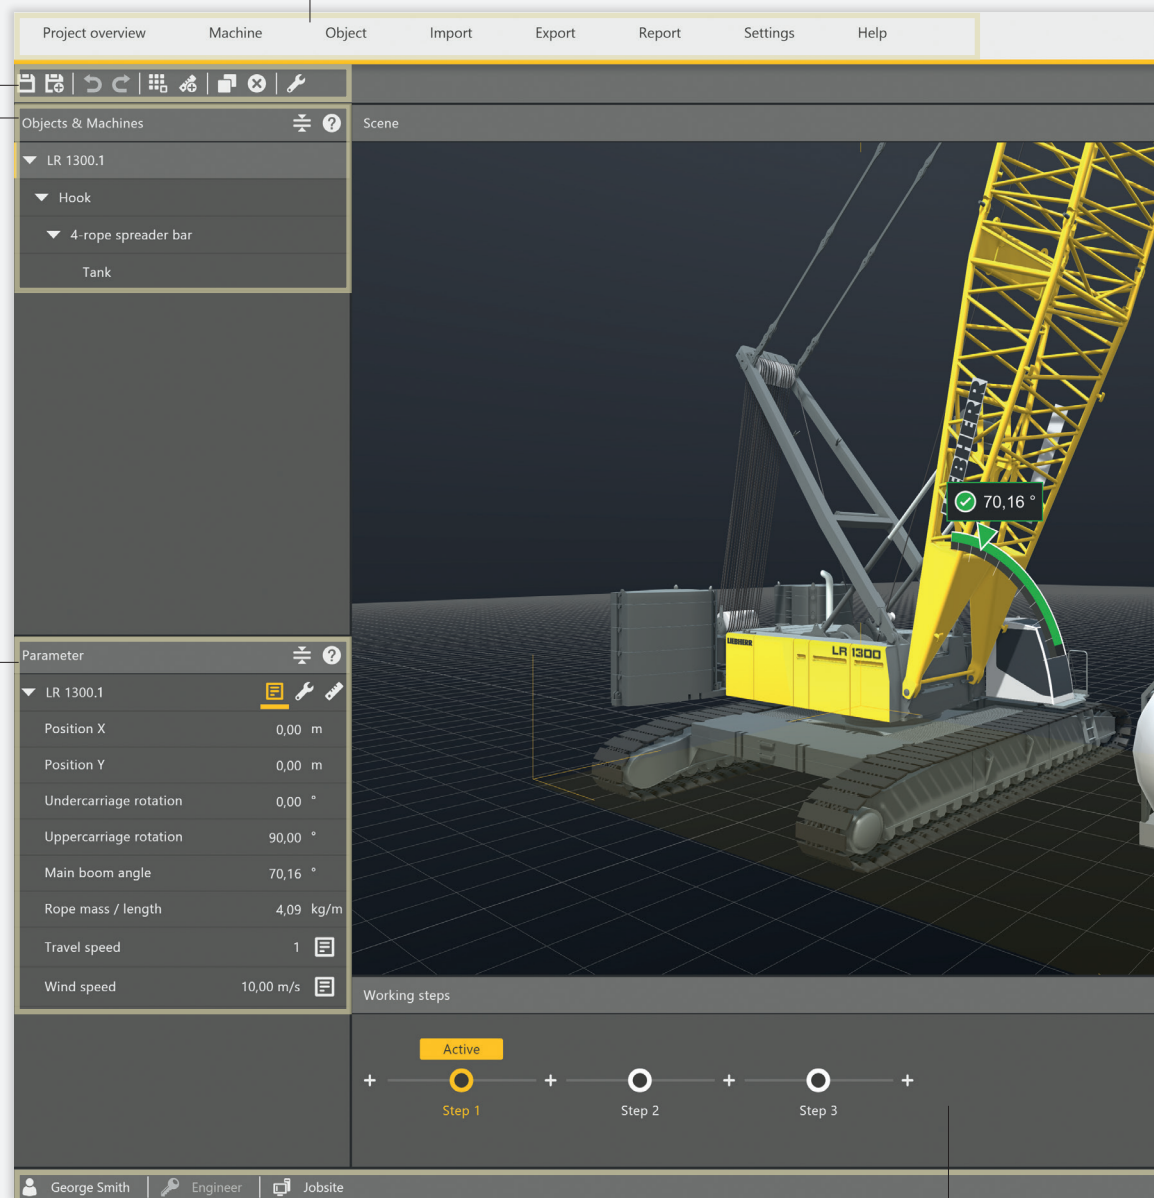 Project overview Machine Object Import Export Report Settings Help
Objects & Machines
Scene
LR 1300.1
Hook
4-rope spreader bar
Tank
LIEBHERR
70,16 °
LIEBHERR
LR 1300
Parameter
LR 1300.1
Position X 0,00 m
Position Y 0,00 m
Undercarriage rotation 0,00 °
Uppercarriage rotation 90,00 °
Main boom angle 70,16 °
Rope mass / length 4,09 kg/m
Travel speed 1
Wind speed 10,00 m/s
Working steps
Active
Step 1 Step 2 Step 3
George Smith Engineer Jobsite